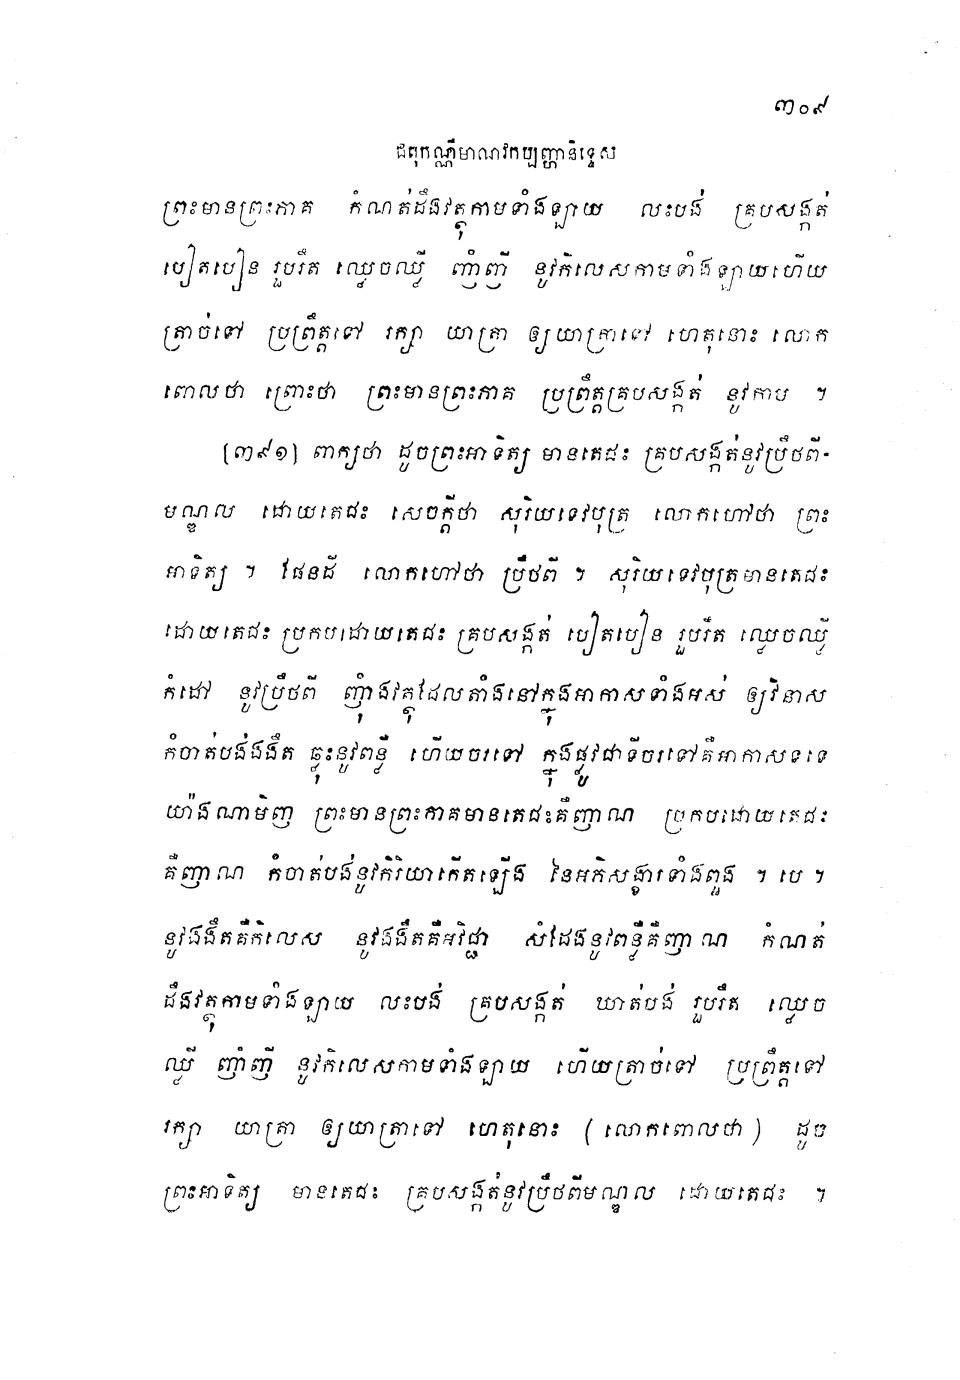 ៣០៩
ជតុកណ្ណីមាណវកប្បញ្ហានិទ្ទេស
ព្រះមានព្រះភាគ កំណត់ដឹងវត្ថុកាមទាំងឡាយ លះបង់ គ្របសង្កត់
បៀតបៀន រួបរឹត ឈ្លេចឈ្លី ញាំញី នូវកិលេសកាមទាំងឡាយហើយ
ត្រាច់ទៅ ប្រព្រឹត្តទៅ រក្សា យាត្រា ឲ្យយាត្រាទៅ ហេតុនោះ លោក
ពោលថា ព្រោះថា ព្រះមានព្រះភាគ ប្រព្រឹត្តគ្របសង្កត់ នូវកាម ។
(៣៩១) ពាក្យថា ដូចព្រះអាទិត្យ មានតេជះ គ្របសង្កត់នូវប្រឹថពី-
មណ្ឌល ដោយតេជះ សេចក្តីថា សុរិយទេវបុត្រ លោកហៅថា ព្រះ
អាទិត្យ ។ ផែនដី លោកហៅថា ប្រឹថពី ។ សុរិយទេវបុត្រមានតេជះ
ដោយតេជះ ប្រកបដោយតេជះ គ្របសង្កត់ បៀតបៀន រួបរឹត ឈ្លេចឈ្លី
កំដៅ នូវប្រឹថពី ញុំាងវត្ថុដែលតាំងនៅក្នុងអាកាសទាំងអស់ ឲ្យវិនាស
កំចាត់បង់ងងឹត ធ្លុះនូវពន្លឺ ហើយចរទៅ ក្នុងផ្លូវជាទីចរទៅគឺអាកាសទទេ
យ៉ាងណាមិញ ព្រះមានព្រះភាគមានតេជះគឺញាណ ប្រកបដោយតេជះ
គឺញាណ កំចាត់បង់នូវកិរិយាកើតឡើង នៃអភិសង្ខារទាំងពួង ។ បេ ។
នូវងងឹតគឺកិលេស នូវងងឹតគឺអវិជ្ជា សំដែងនូវពន្លឺគឺញាណ កំណត់
ដឹងវត្ថុកាមទាំងឡាយ លះបង់ គ្របសង្កត់ ឃាត់បង់ រួបរឹត ឈ្លេច
ឈ្លី ញាំញី នូវកិលេសកាមទាំងឡាយ ហើយត្រាច់ទៅ ប្រព្រឹត្តទៅ
រក្សា យាត្រា ឲ្យយាត្រាទៅ ហេតុនោះ (លោកពោលថា) ដូច
ព្រះអាទិត្យ មានតេជះ គ្របសង្កត់នូវប្រឹថពីមណ្ឌល ដោយតេជះ ។